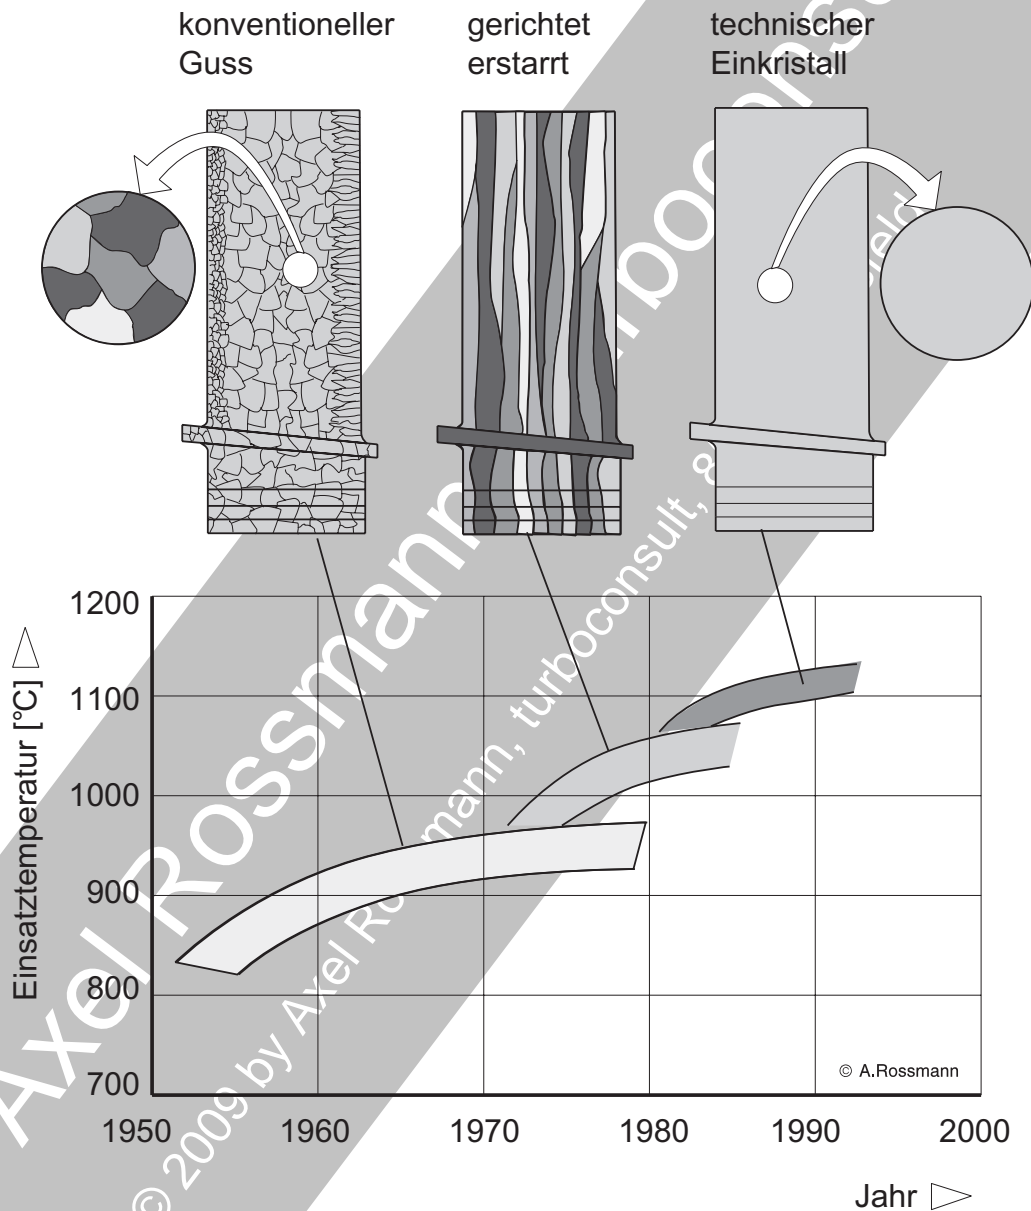 konventioneller
Guss
gerichtet
erstarrt
technischer
Einkristall
Einsatztemperatur [°C]
1200
1100
1000
900
800
700
1950
1960
1970
1980
1990
2000
Jahr
© A.Rossmann
Axel Rossmann
© 2009 by Axel Rossmann, turboconsult, 8